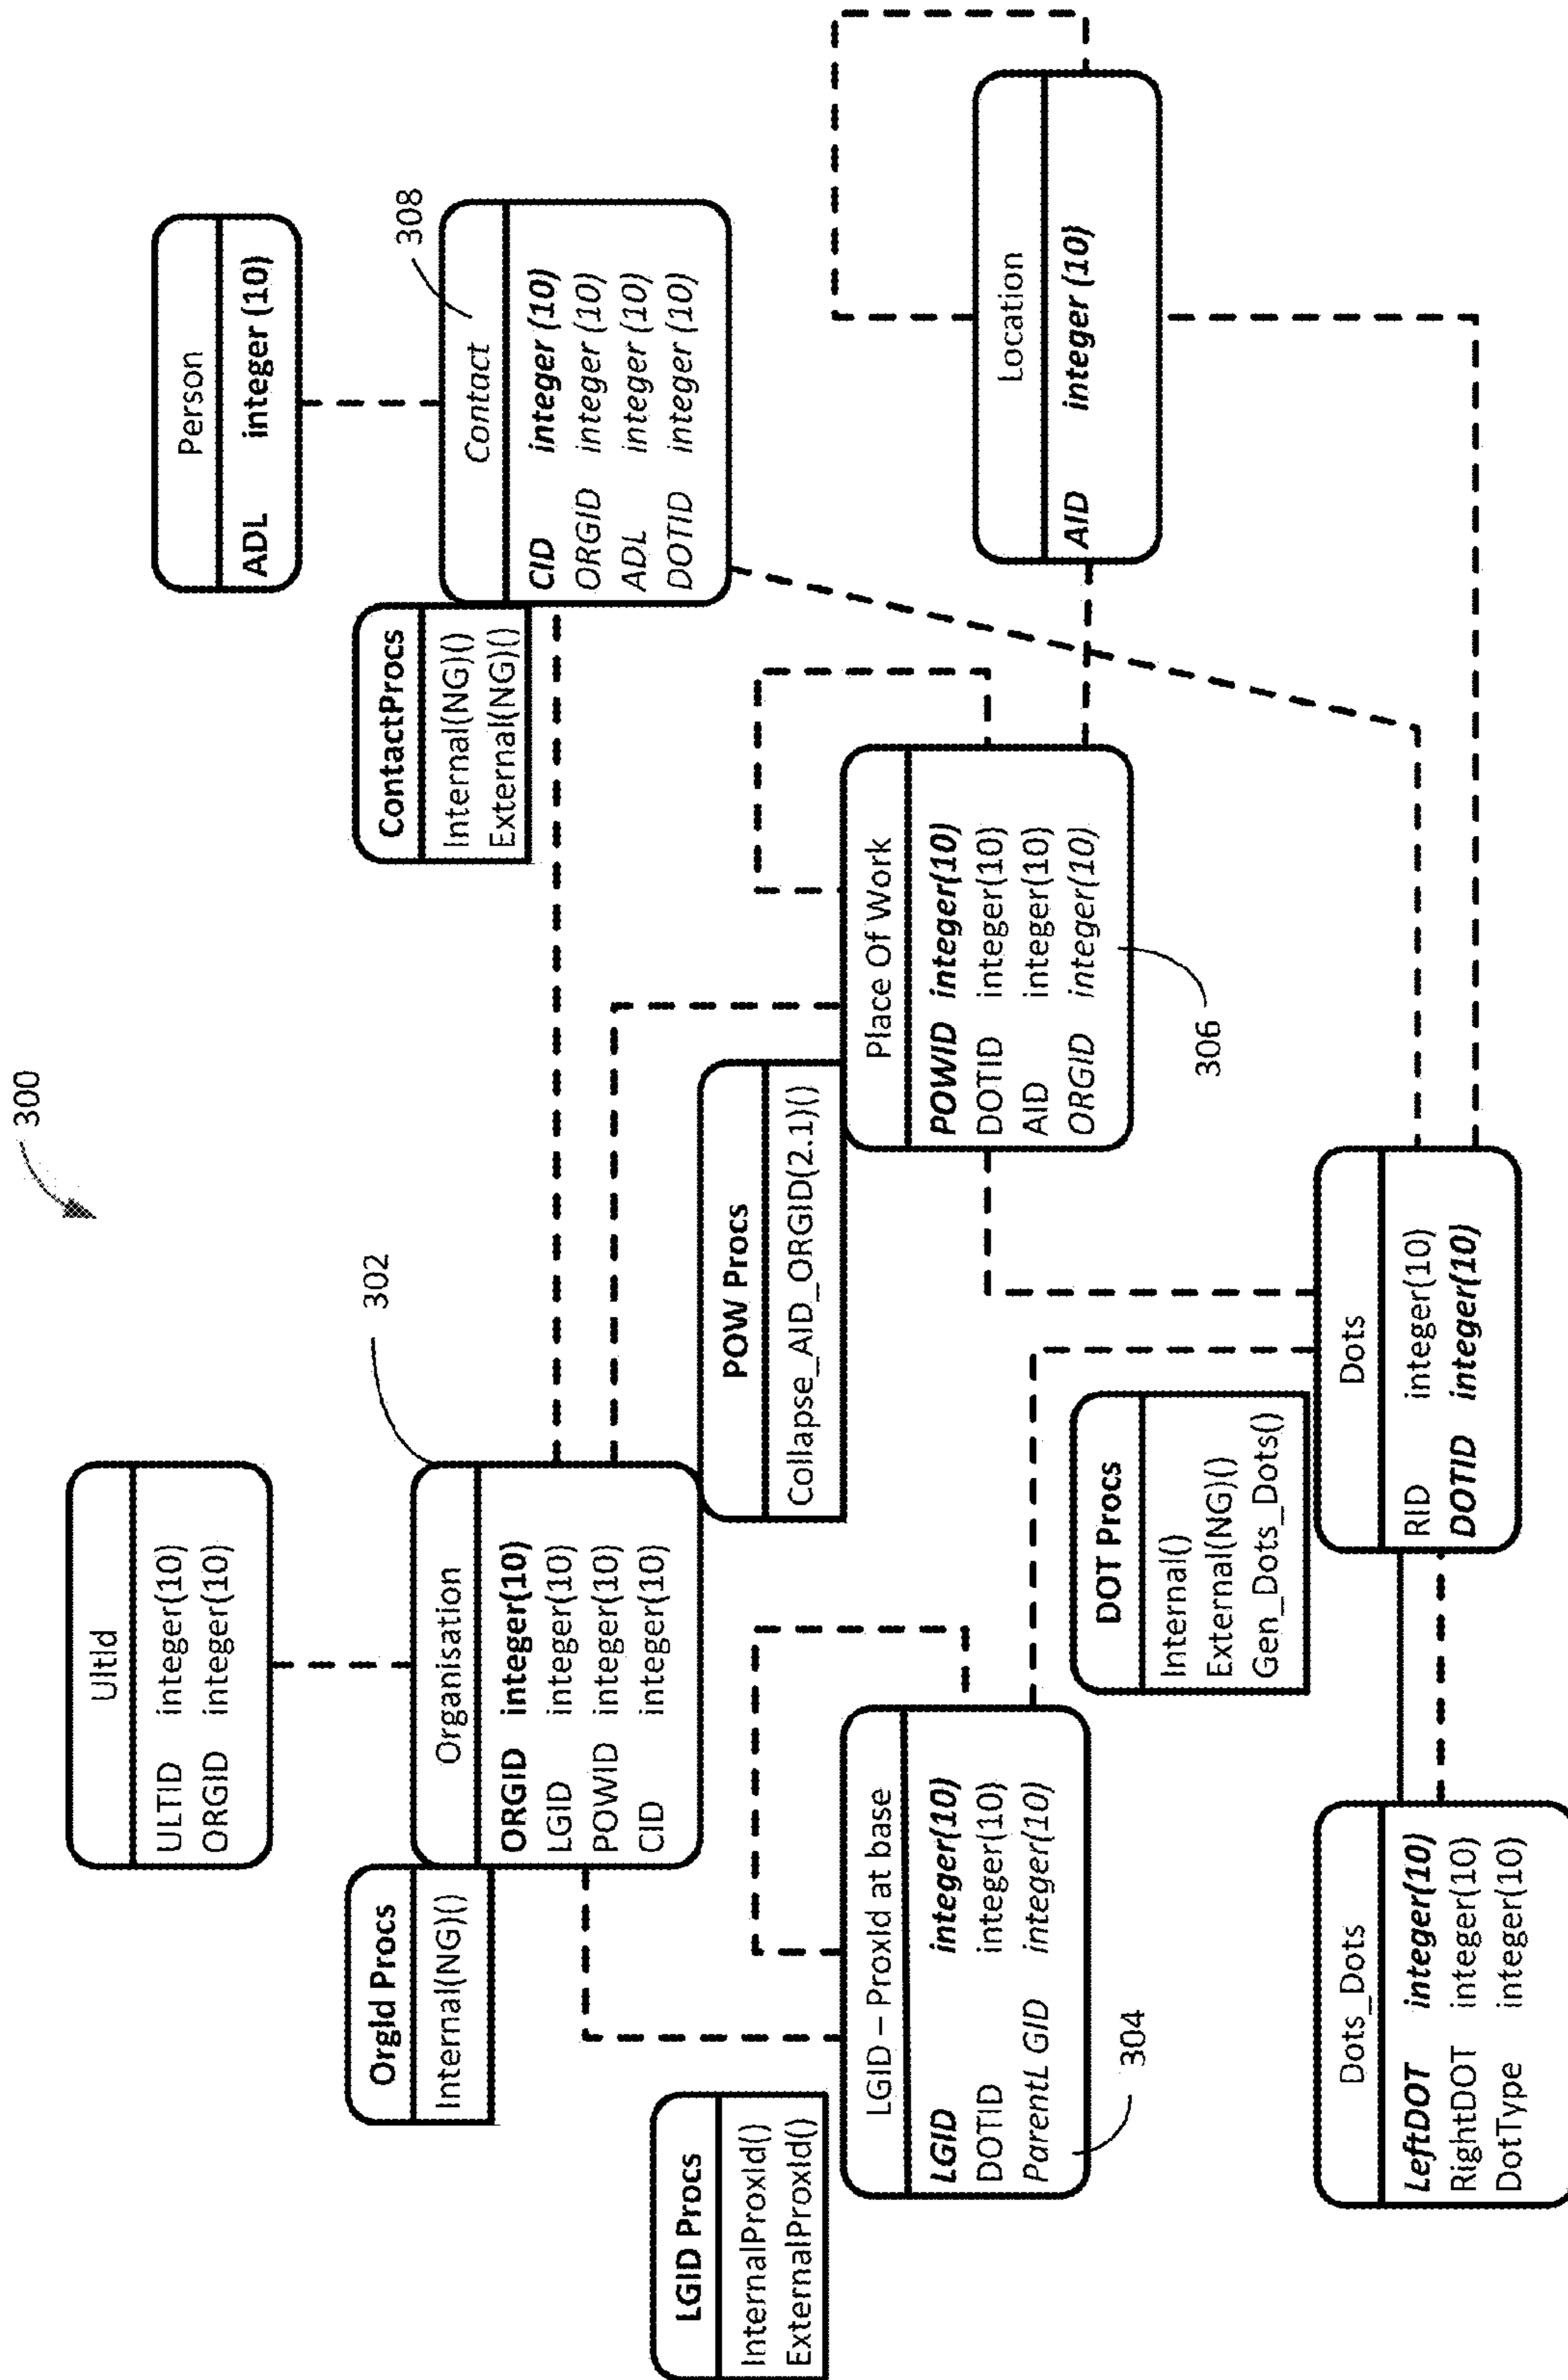 300
UltId
ULTID integer(10)
ORGID integer(10)
Person
ADL integer (10)
OrgId Procs
Internal(NG)()
Organisation
ORGID integer(10)
LGID integer(10)
POWID integer(10)
CID integer(10)
302
ContactProcs
Internal(NG)()
External(NG)()
Contact
CID integer (10)
ORGID integer (10)
ADL integer (10)
DOTID integer (10)
308
LGID Procs
InternalProxId()
ExternalProxId()
POW Procs
Collapse_AID_ORGID(2.1)()
LGID – ProxId at base
LGID integer(10)
DOTID integer(10)
ParentL GID integer(10)
304
Place Of Work
POWID integer(10)
DOTID integer(10)
AID integer(10)
ORGID integer(10)
306
Location
AID integer (10)
DOT Procs
Internal()
External(NG)()
Gen_Dots_Dots()
Dots_Dots
LeftDOT integer(10)
RightDOT integer(10)
DotType integer(10)
Dots
RID integer(10)
DOTID integer(10)